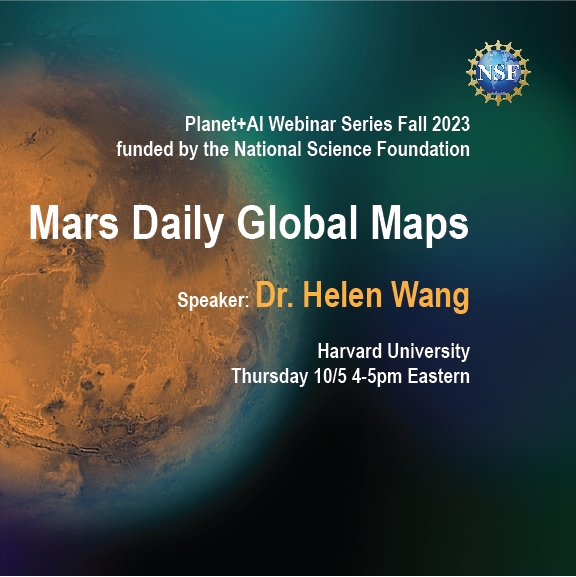 NSF
Planet+AI Webinar Series Fall 2023
funded by the National Science Foundation
Mars Daily Global Maps
Speaker: Dr. Helen Wang
Harvard University
Thursday 10/5 4-5pm Eastern